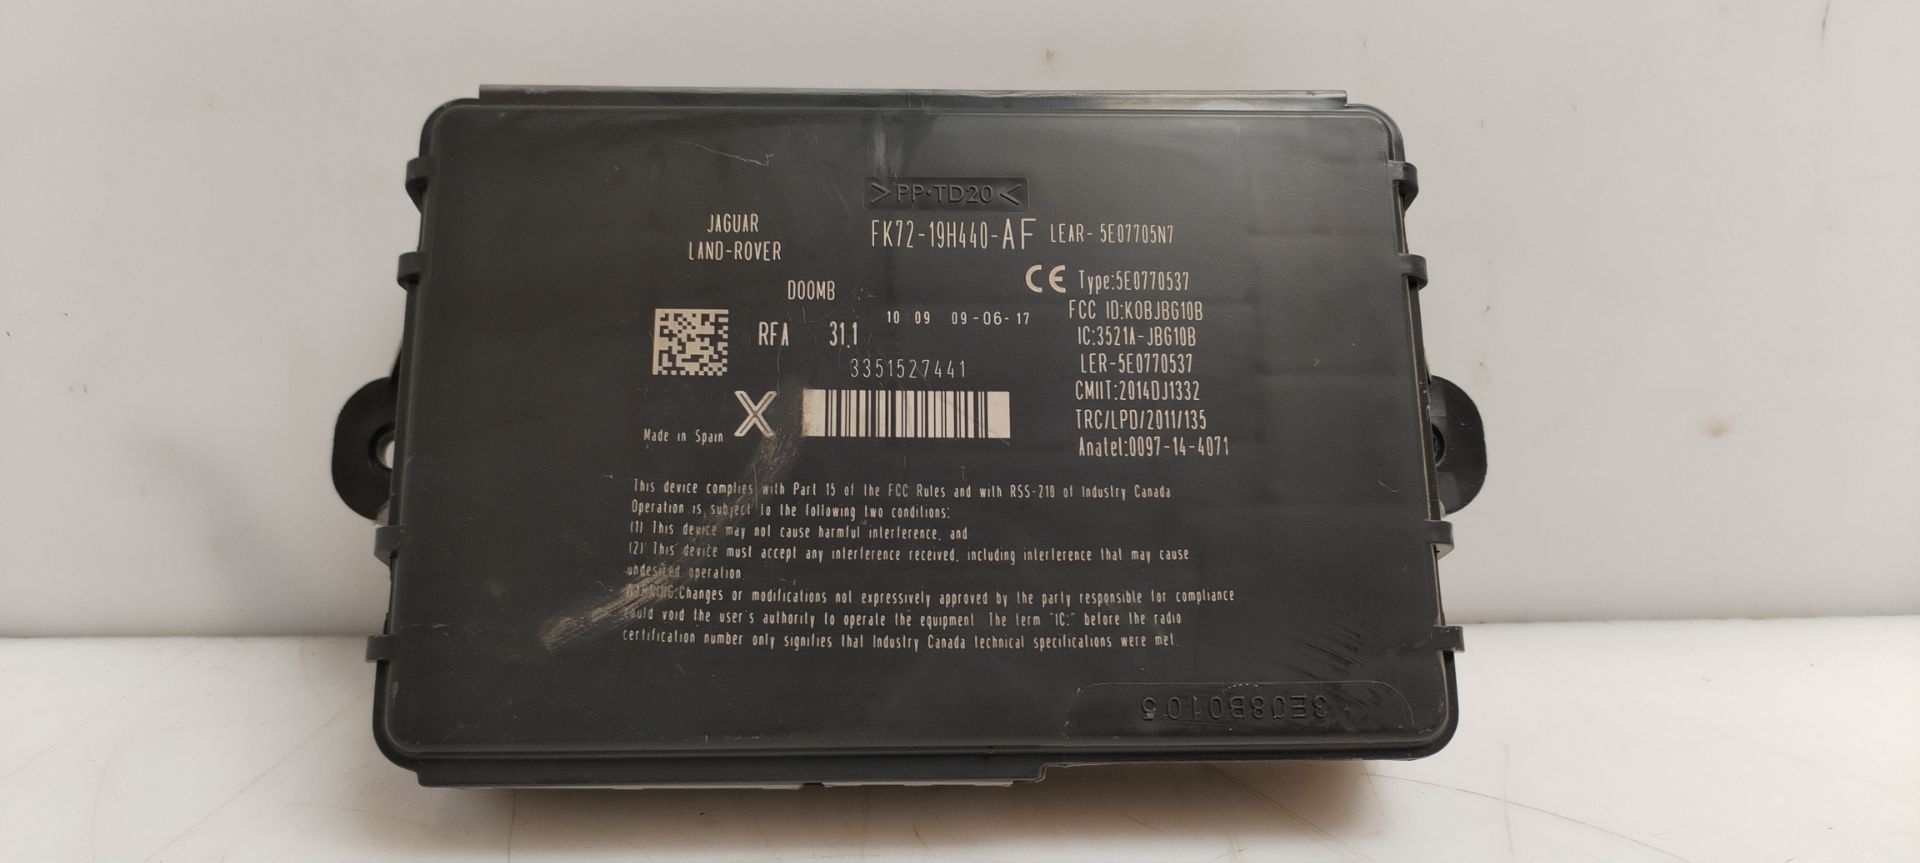 >PP-TD20<
JAGUAR
LAND-ROVER
FK72-19H440-AF LEAR- 5E07705N7
D00MB
CE Type:5E0770537
10 09 09-06-17
FCC ID:KOBJBG10B
RFA 31.1
IC:3521A-JBG10B
3351527441
LER-5E0770537
CMIIT:2014DJ1332
X
TRC/LPD/2011/135
Made in Spain
Anatel:0097-14-4071
This device complies with Part 15 of the FCC Rules and with RSS-210 of Industry Canada
Operation is subject to the following two conditions:
(1) This device may not cause harmful interference, and
(2) This device must accept any interference received, including interference that may cause
undesired operation.
WARNING:Changes or modifications not expressively approved by the party responsible for compliance
could void the user's authority to operate the equipment. The term "IC:" before the radio
certification number only signifies that Industry Canada technical specifications were met.
3E08B0105